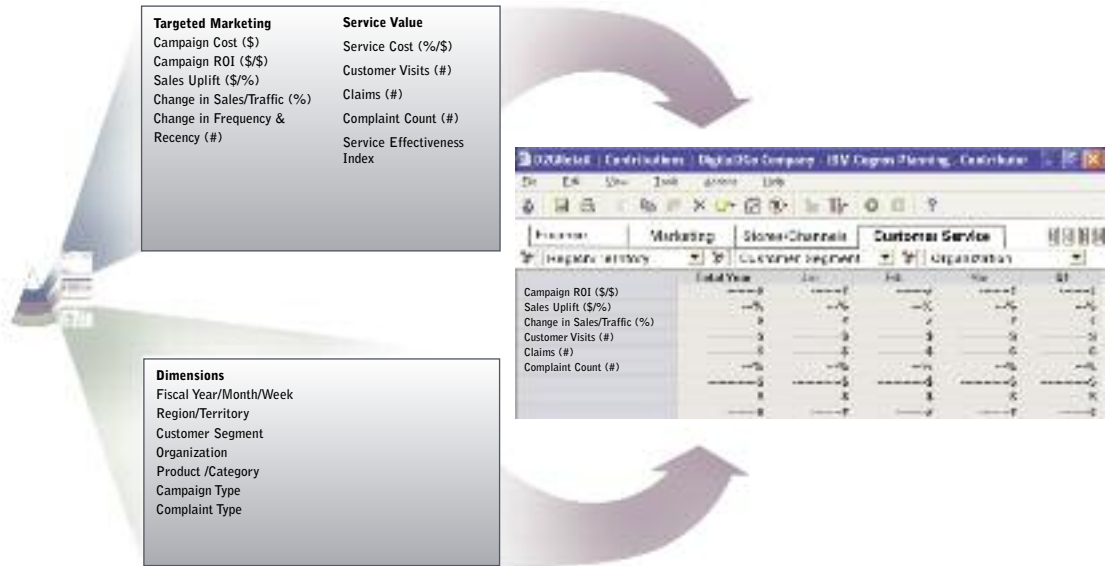 Targeted Marketing
Campaign Cost ($)
Campaign ROI ($/$)
Sales Uplift ($/%)
Change in Sales/Traffic (%)
Change in Frequency &
Recency (#)
Service Value
Service Cost (%/$)
Customer Visits (#)
Claims (#)
Complaint Count (#)
Service Effectiveness
Index
Dimensions
Fiscal Year/Month/Week
Region/Territory
Customer Segment
Organization
Product /Category
Campaign Type
Complaint Type
Marketing Stores/Channels Customer Service
Region/Territory Customer Segment Organization
Total Year
Campaign ROI ($/$)
Sales Uplift ($/%)
Change in Sales/Traffic (%)
Customer Visits (#)
Claims (#)
Complaint Count (#)